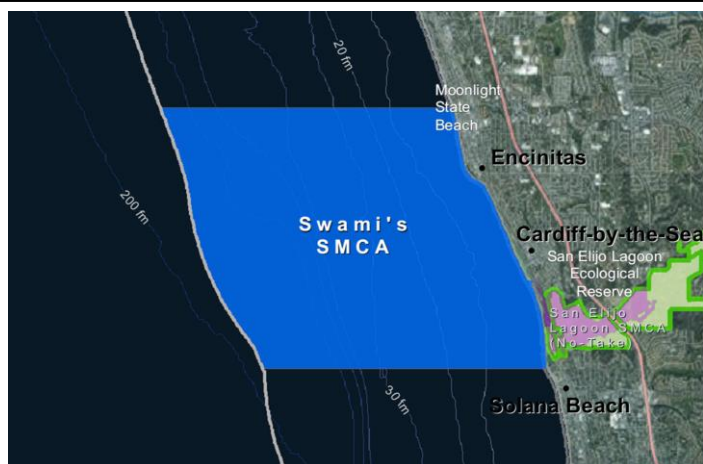 20 fm
Moonlight
State
Beach
Encinitas
200 fm
Swami's
SMCA
Cardiff-by-the-Sea
San Elijo Lagoon
Ecological
Reserve
San Elijo
Lagoon SMCA
(No-Take)
30 fm
Solana Beach